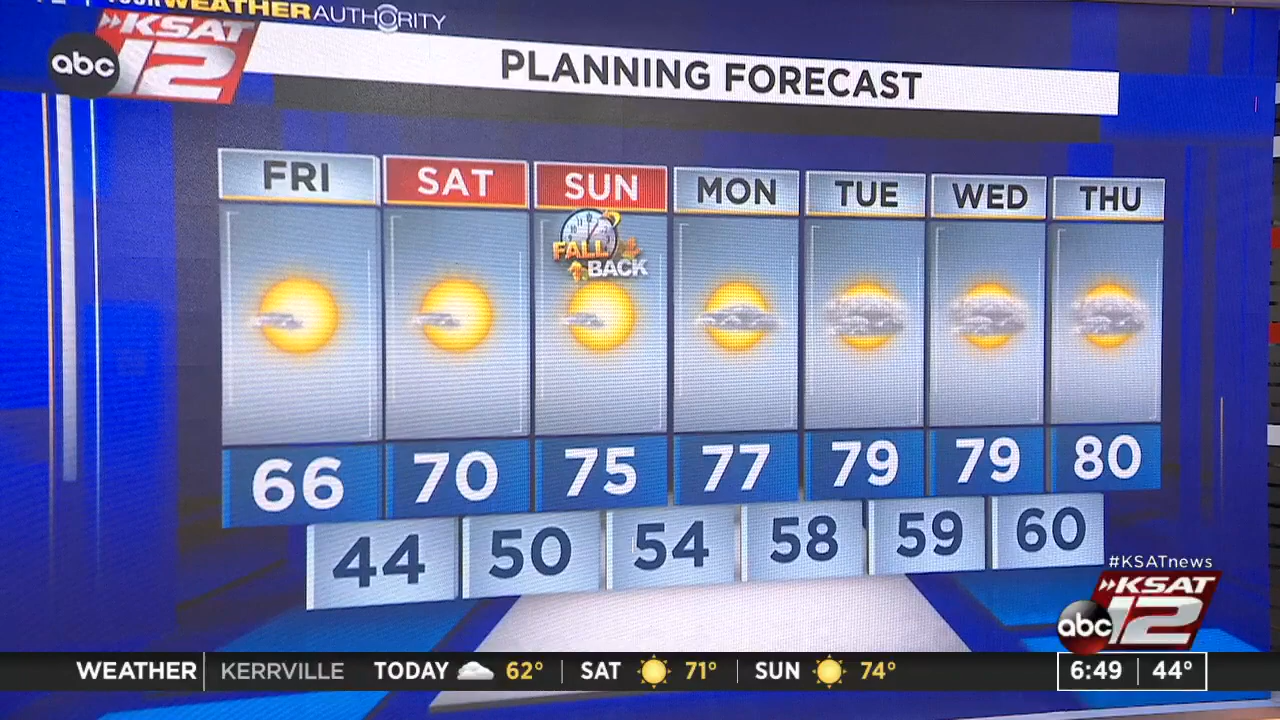 WEATHER AUTHORITY
KSAT
abc 12
PLANNING FORECAST
FRI SAT SUN MON TUE WED THU
FALL
BACK
66 70 75 77 79 79 80
44 50 54 58 59 60
#KSATnews
KSAT
abc 12
WEATHER KERRVILLE TODAY 62° SAT 71° SUN 74° 6:49 44°